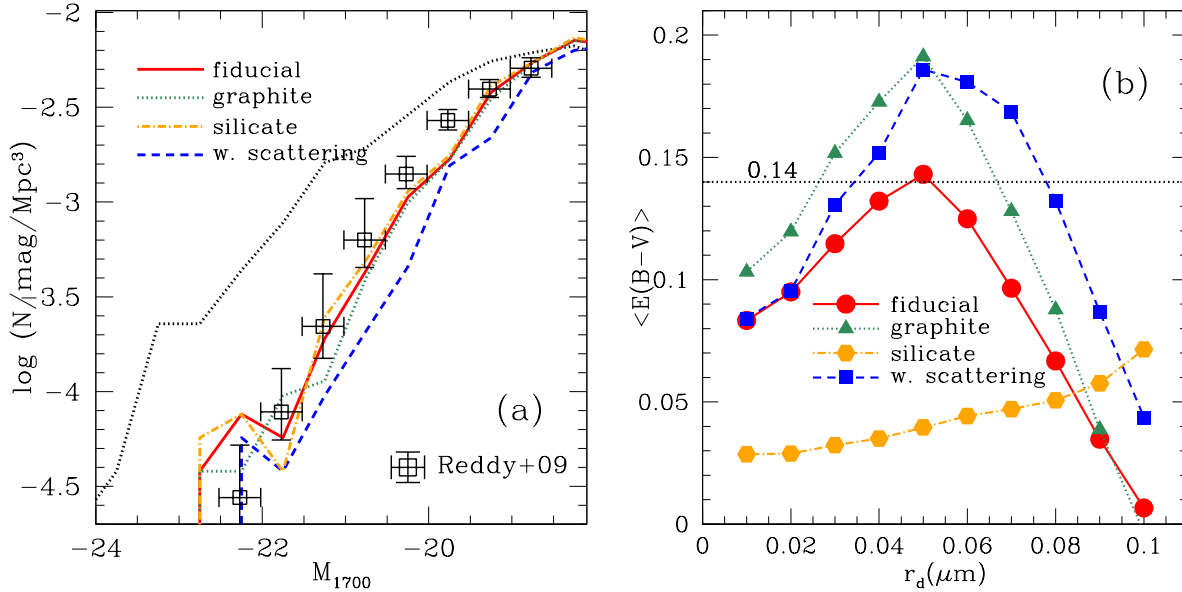 log (N/mag/Mpc³)
-2
-2.5
-3
-3.5
-4
-4.5
fiducial
graphite
silicate
w. scattering
(a)
Reddy+09
-24
-22
-20
M₁₇₀₀
<E(B-V)>
0.2
0.15
0.1
0.05
0
(b)
0.14
fiducial
graphite
silicate
w. scattering
0
0.02
0.04
0.06
0.08
0.1
r_d(μm)